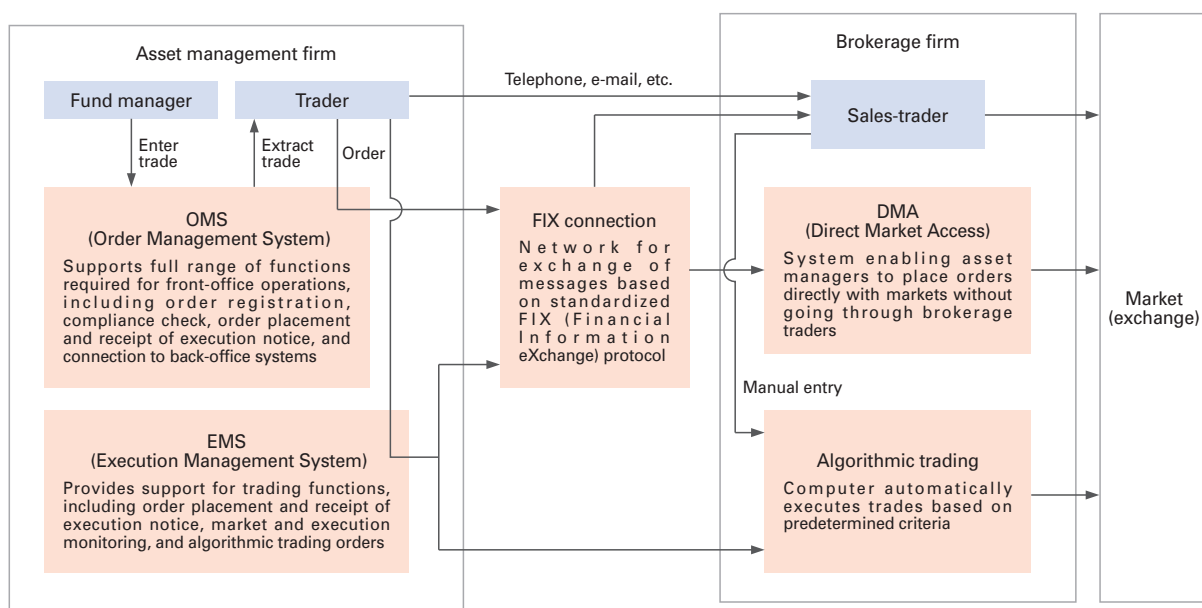 Asset management firm
Fund manager
Trader
Enter
trade
Extract
trade
Order
OMS
(Order Management System)
Supports full range of functions
required for front-office operations,
including order registration,
compliance check, order placement
and receipt of execution notice, and
connection to back-office systems
EMS
(Execution Management System)
Provides support for trading functions,
including order placement and receipt of
execution notice, market and execution
monitoring, and algorithmic trading orders
Telephone, e-mail, etc.
FIX connection
Network for
exchange of
messages based
on standardized
FIX (Financial
Information
eXchange) protocol
Manual entry
Brokerage firm
Sales-trader
DMA
(Direct Market Access)
System enabling asset
managers to place orders
directly with markets without
going through brokerage
traders
Algorithmic trading
Computer automatically
executes trades based on
predetermined criteria
Market
(exchange)